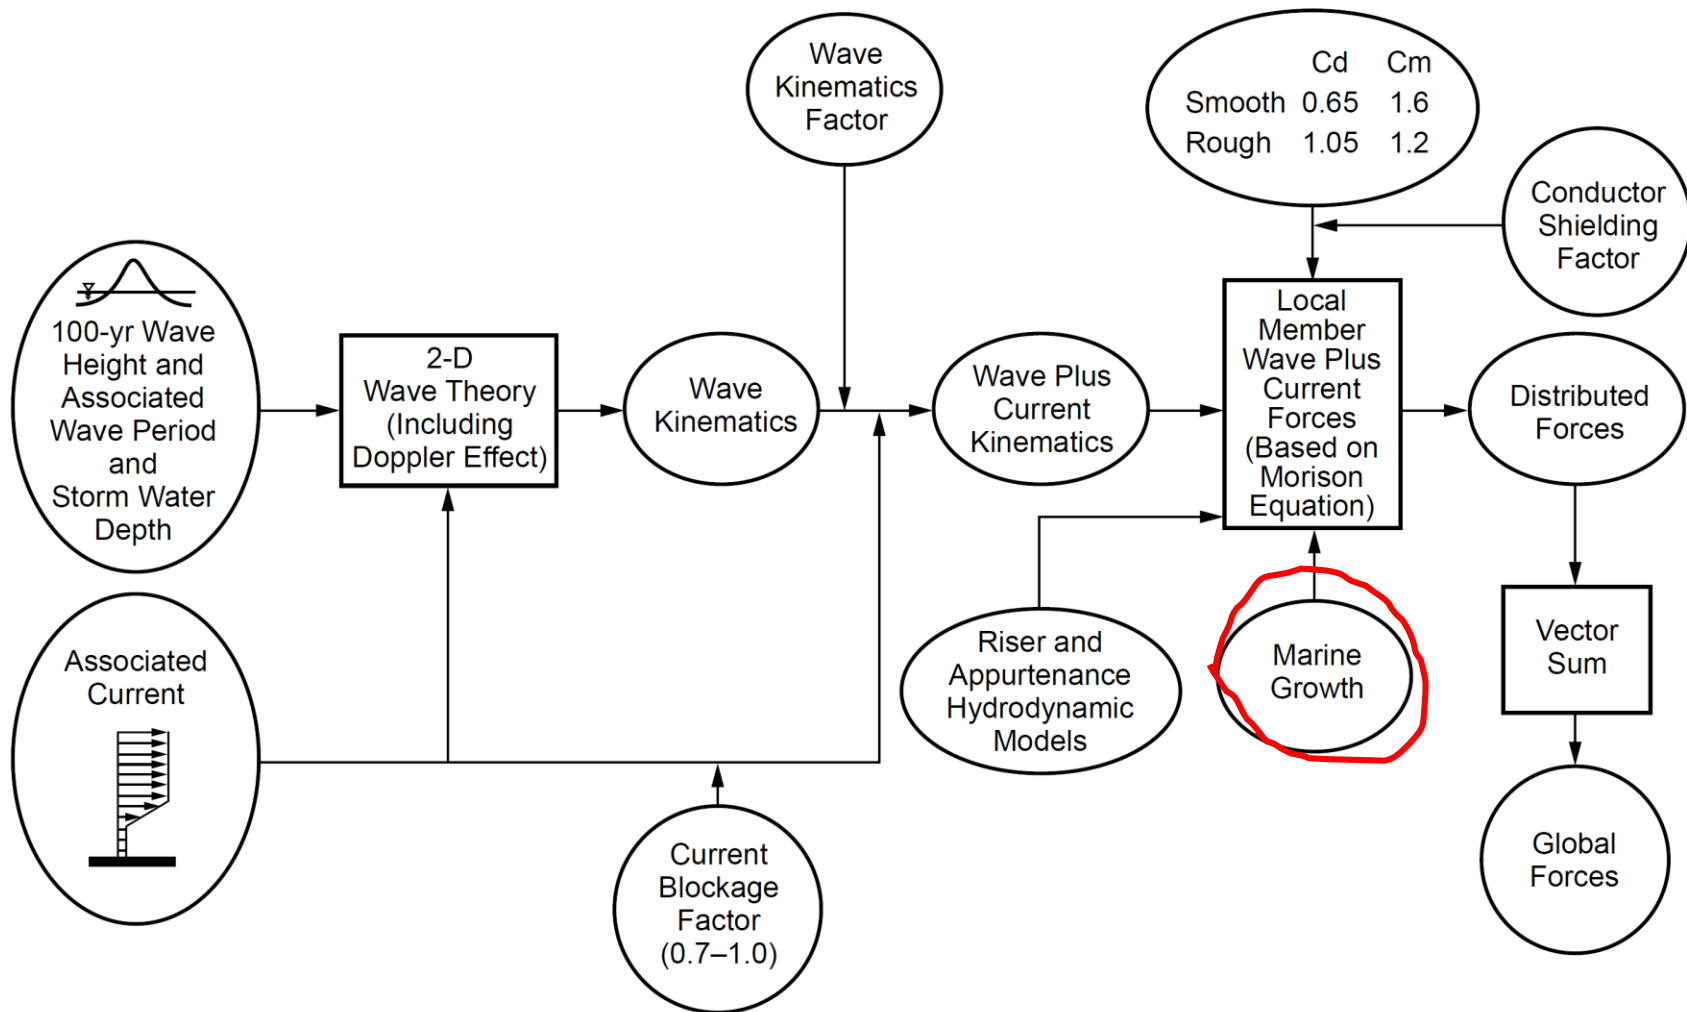 Wave
Kinematics
Factor
Cd Cm
Smooth 0.65 1.6
Rough 1.05 1.2
Conductor
Shielding
Factor
100-yr Wave
Height and
Associated
Wave Period
and
Storm Water
Depth
2-D
Wave Theory
(Including
Doppler Effect)
Wave
Kinematics
Wave Plus
Current
Kinematics
Local
Member
Wave Plus
Current
Forces
(Based on
Morison
Equation)
Distributed
Forces
Associated
Current
Riser and
Appurtenance
Hydrodynamic
Models
Marine
Growth
Vector
Sum
Current
Blockage
Factor
(0.7–1.0)
Global
Forces